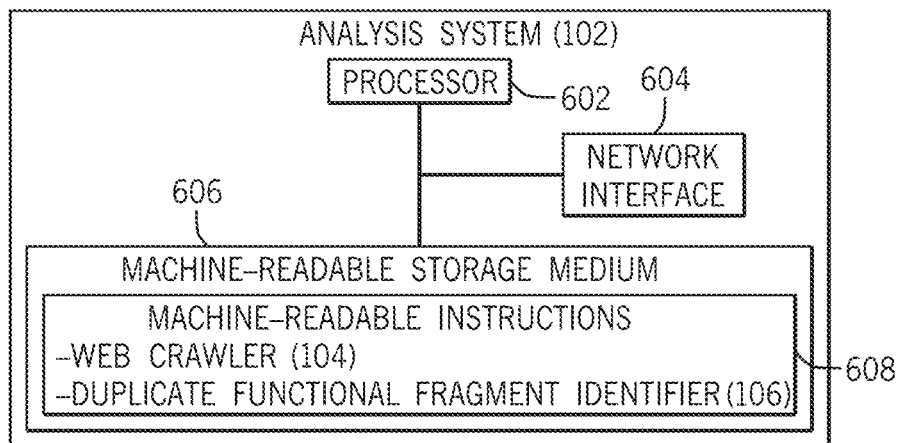 ANALYSIS SYSTEM (102)
PROCESSOR
602
604
NETWORK
INTERFACE
606
MACHINE–READABLE STORAGE MEDIUM
MACHINE–READABLE INSTRUCTIONS
–WEB CRAWLER (104)
–DUPLICATE FUNCTIONAL FRAGMENT IDENTIFIER (106)
608